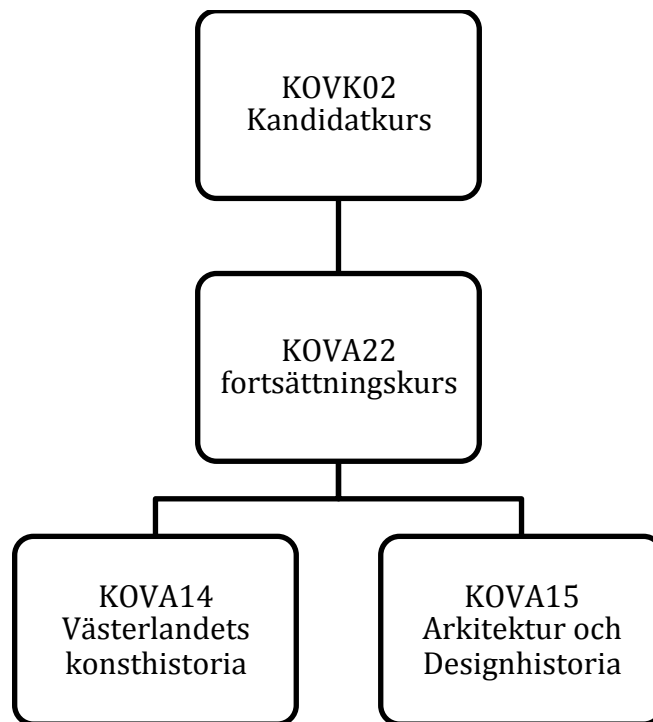 KOVK02
Kandidatkurs
KOVA22
fortsättningskurs
KOVA14
Västerlandets
konsthistoria
KOVA15
Arkitektur och
Designhistoria